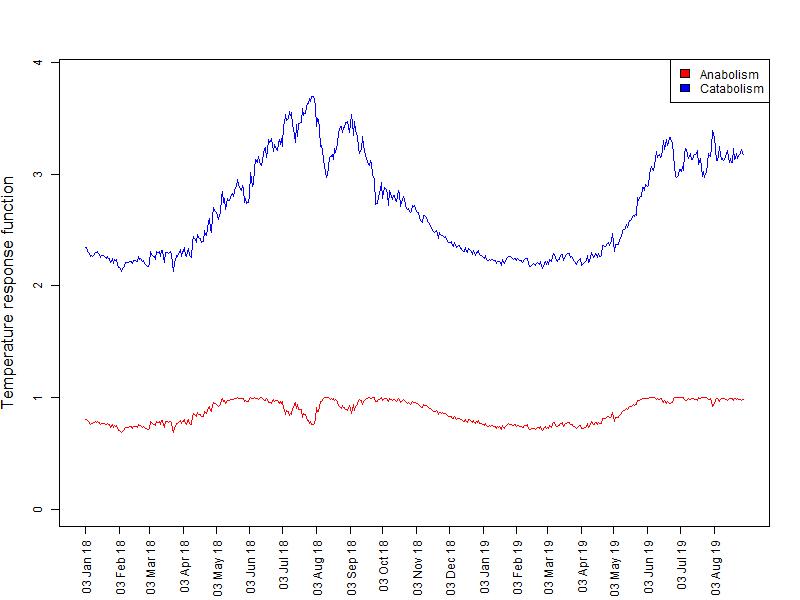 Temperature response function
4
3
2
1
0
Anabolism
Catabolism
03 Jan 18
03 Feb 18
03 Mar 18
03 Apr 18
03 May 18
03 Jun 18
03 Jul 18
03 Aug 18
03 Sep 18
03 Oct 18
03 Nov 18
03 Dec 18
03 Jan 19
03 Feb 19
03 Mar 19
03 Apr 19
03 May 19
03 Jun 19
03 Jul 19
03 Aug 19